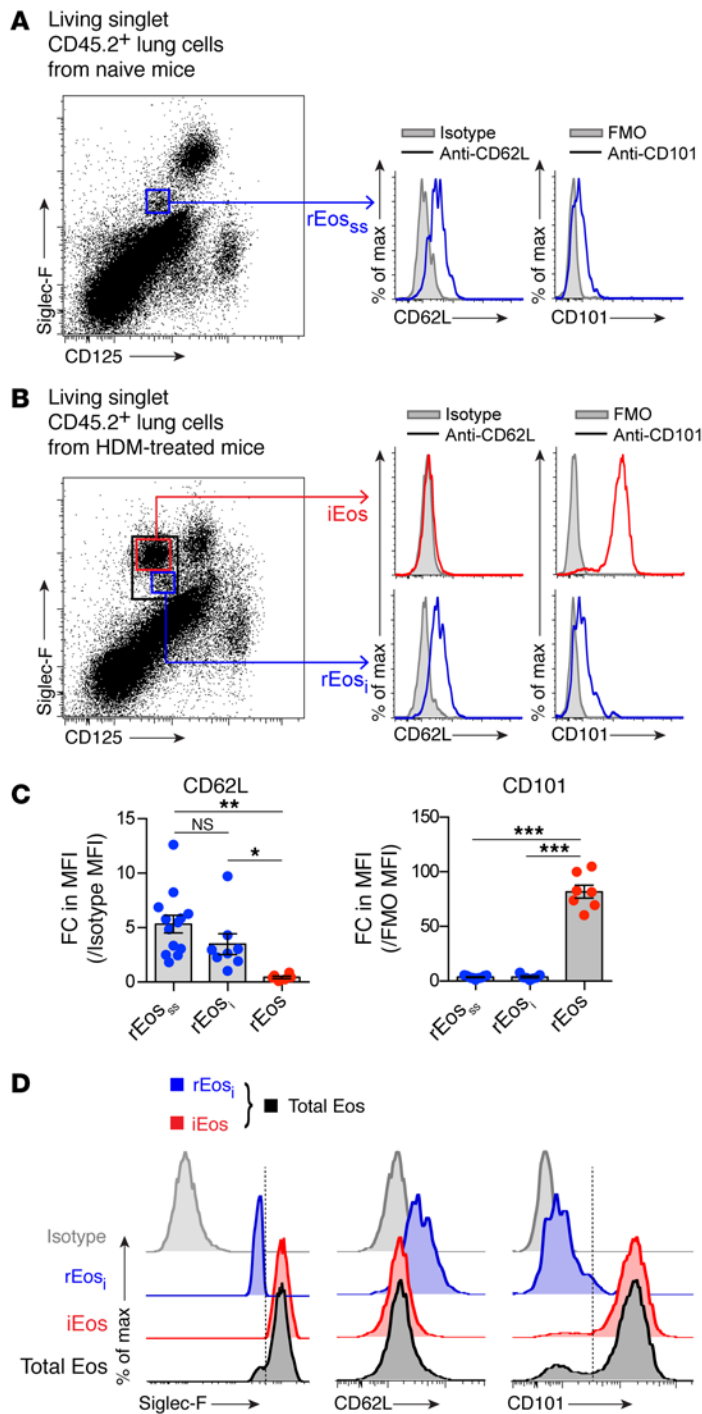 A
Living singlet
CD45.2+ lung cells
from naive mice
Isotype
Anti-CD62L
FMO
Anti-CD101
rEosss
Siglec-F
CD125
% of max
CD62L
% of max
CD101
B
Living singlet
CD45.2+ lung cells
from HDM-treated mice
Isotype
Anti-CD62L
FMO
Anti-CD101
iEos
rEosi
Siglec-F
CD125
% of max
% of max
% of max
% of max
CD62L
CD101
C
CD62L
**
NS
*
FC in MFI
(/Isotype MFI)
15
10
5
0
rEosss
rEosi
rEos
CD101
***
***
FC in MFI
(/FMO MFI)
150
100
50
0
rEosss
rEosi
rEos
D
rEosi
iEos
} Total Eos
Isotype
rEosi
iEos
Total Eos
% of max
Siglec-F
CD62L
CD101